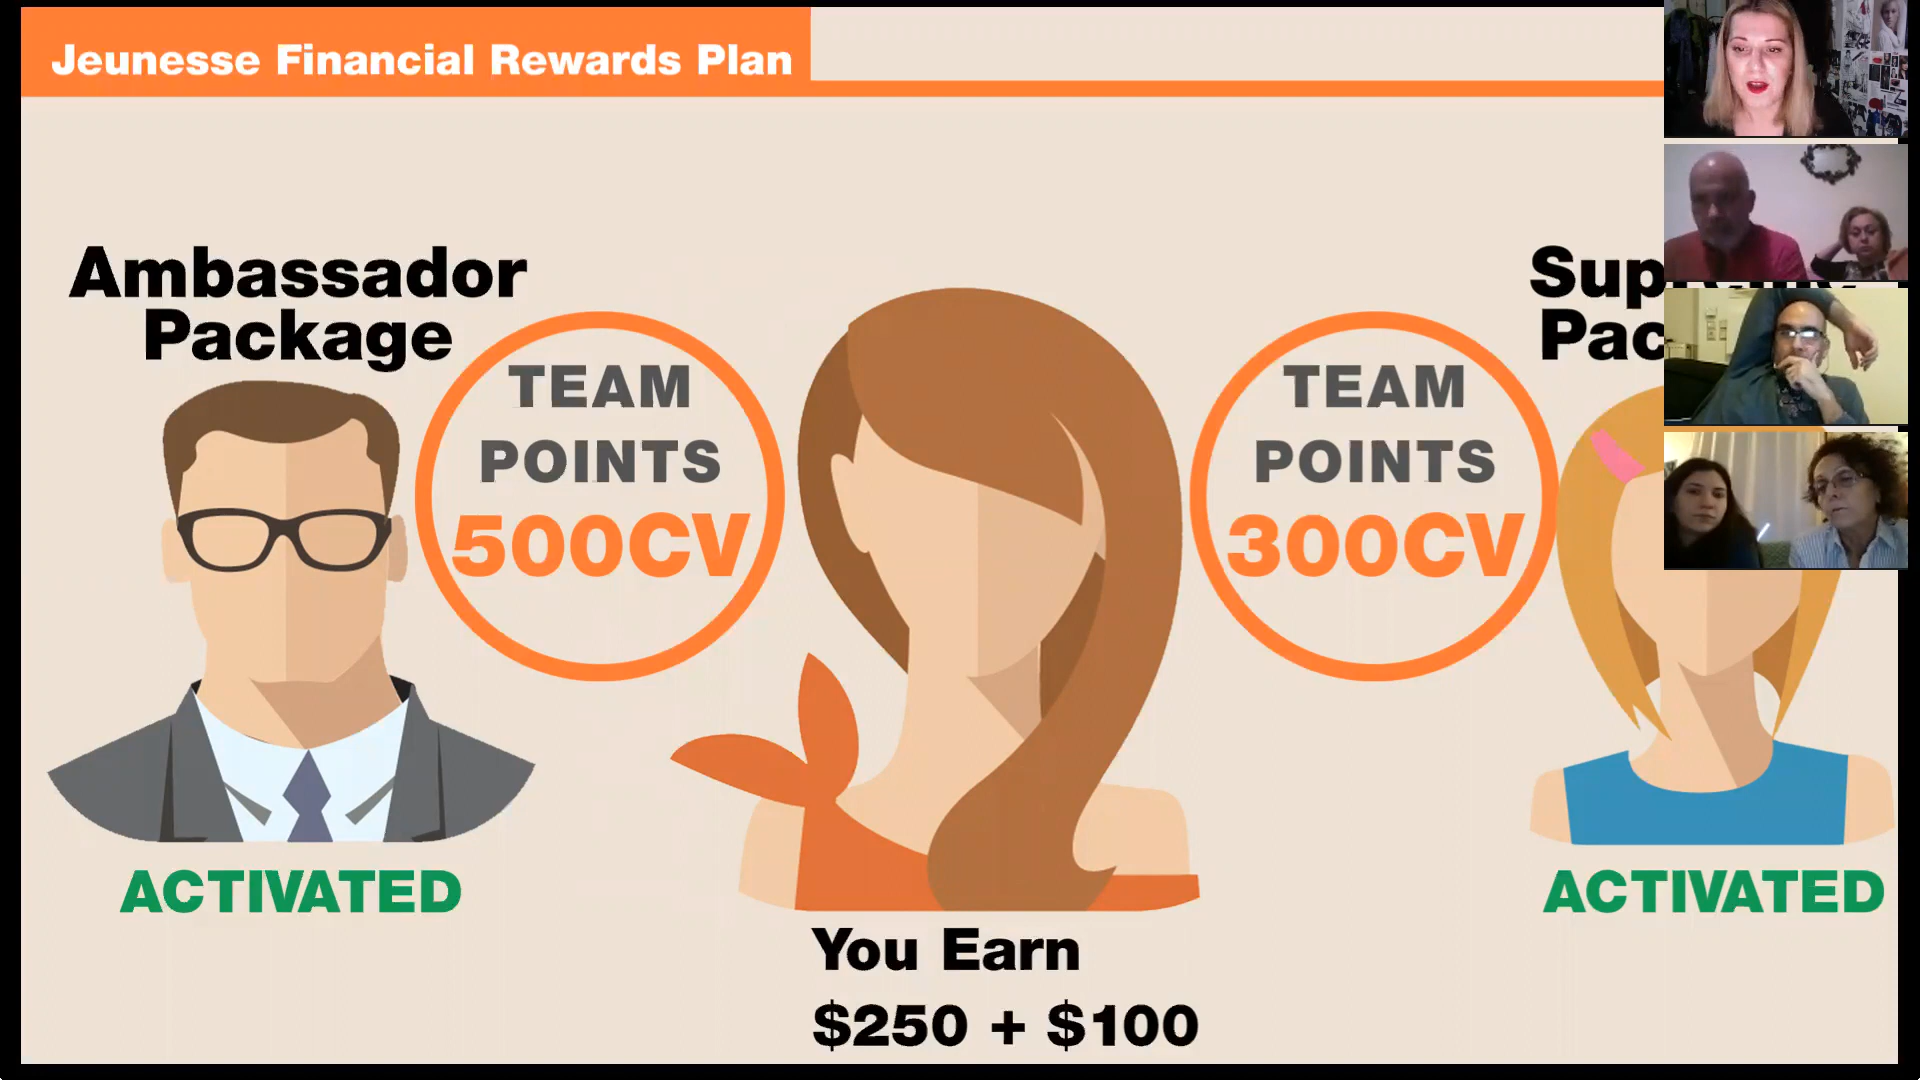 Jeunesse Financial Rewards Plan
Ambassador
Package
TEAM
POINTS
500CV
TEAM
POINTS
300CV
ACTIVATED
You Earn
$250 + $100
ACTIVATED